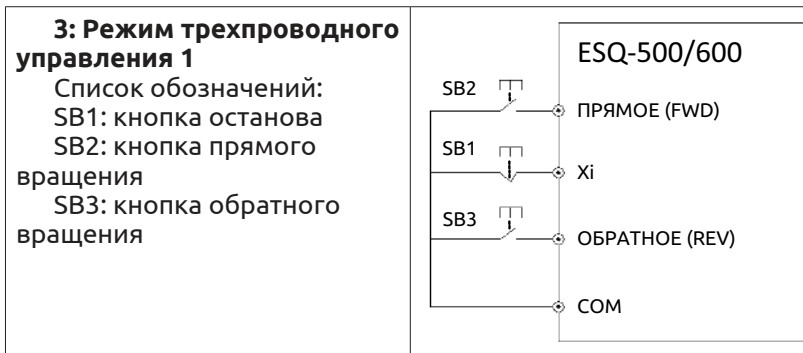 3: Режим трехпроводного
управления 1
Список обозначений:
SB1: кнопка останова
SB2: кнопка прямого
вращения
SB3: кнопка обратного
вращения
ESQ-500/600
SB2
ПРЯМОЕ (FWD)
SB1
Xi
SB3
ОБРАТНОЕ (REV)
COM